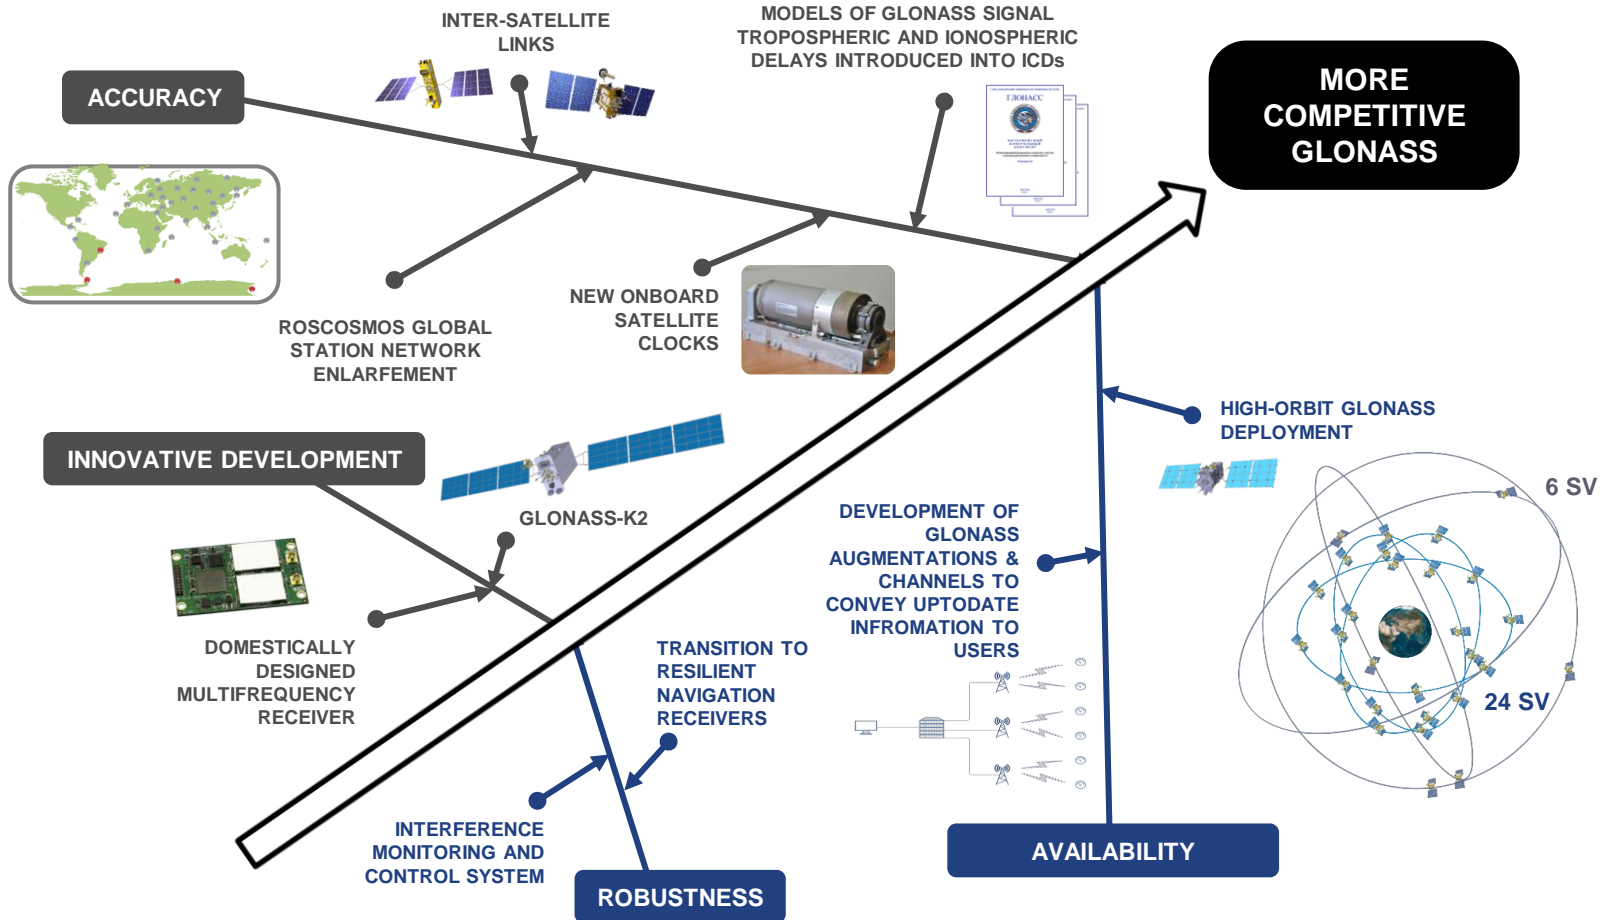 INTER-SATELLITE
LINKS
MODELS OF GLONASS SIGNAL
TROPOSPHERIC AND IONOSPHERIC
DELAYS INTRODUCED INTO ICDs
MORE
COMPETITIVE
GLONASS
ACCURACY
ГЛОНАСС
ROSCOSMOS GLOBAL
STATION NETWORK
ENLARFEMENT
NEW ONBOARD
SATELLITE
CLOCKS
HIGH-ORBIT GLONASS
DEPLOYMENT
INNOVATIVE DEVELOPMENT
GLONASS-K2
6 SV
24 SV
DEVELOPMENT OF
GLONASS
AUGMENTATIONS &
CHANNELS TO
CONVEY UPTODATE
INFROMATION TO
USERS
DOMESTICALLY
DESIGNED
MULTIFREQUENCY
RECEIVER
TRANSITION TO
RESILIENT
NAVIGATION
RECEIVERS
INTERFERENCE
MONITORING AND
CONTROL SYSTEM
ROBUSTNESS
AVAILABILITY